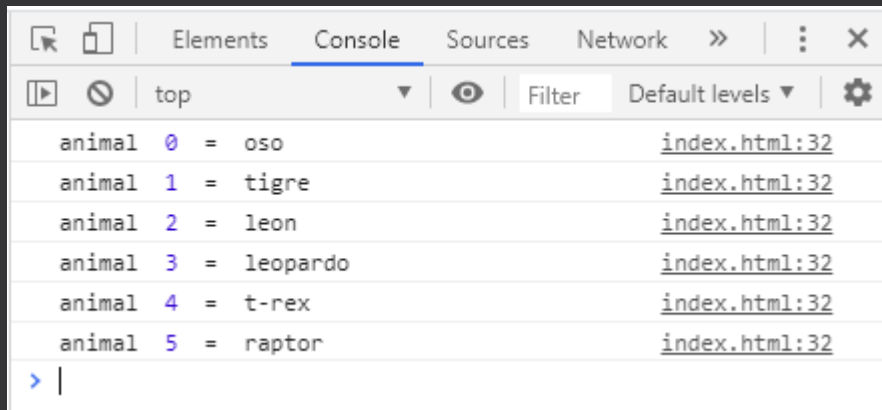 Elements Console Sources Network »
top Filter Default levels
animal 0 = oso index.html:32
animal 1 = tigre index.html:32
animal 2 = leon index.html:32
animal 3 = leopardo index.html:32
animal 4 = t-rex index.html:32
animal 5 = raptor index.html:32
>